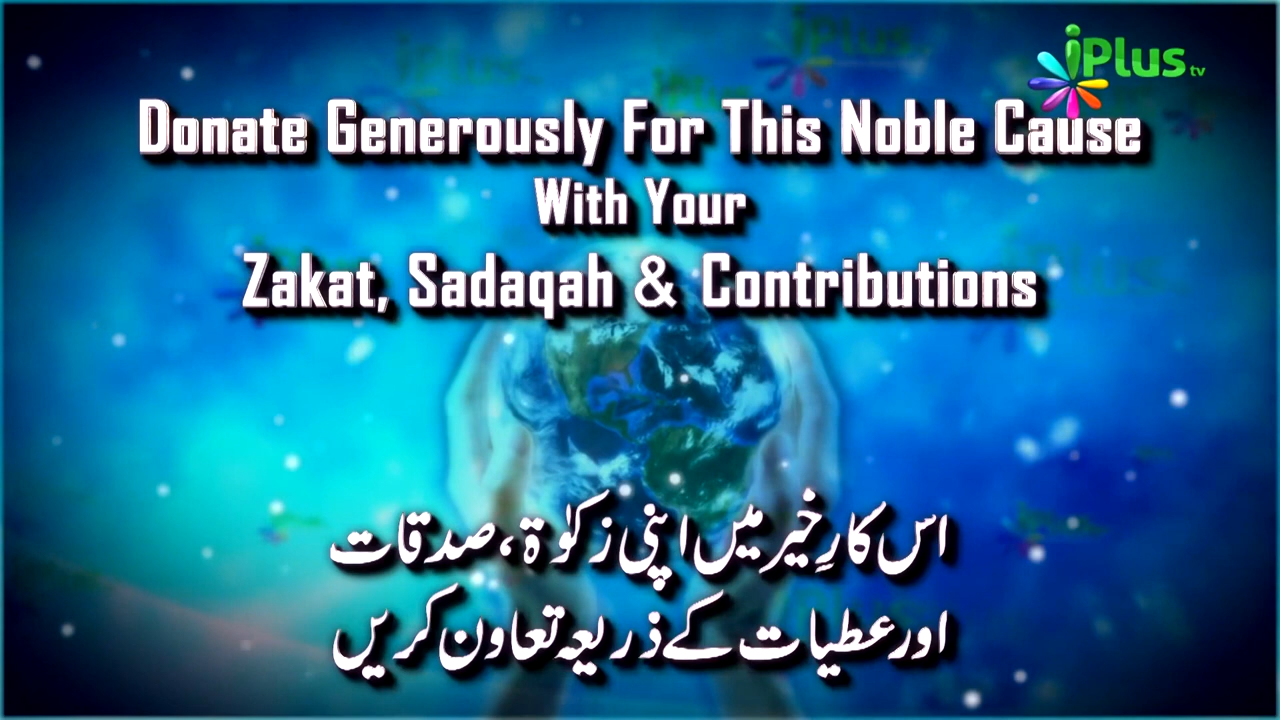 iPlus tv
Donate Generously For This Noble Cause
With Your
Zakat, Sadaqah & Contributions
اس کارِ خیر میں اپنی زکوٰۃ، صدقات
اور عطیات کے ذریعہ تعاون کریں